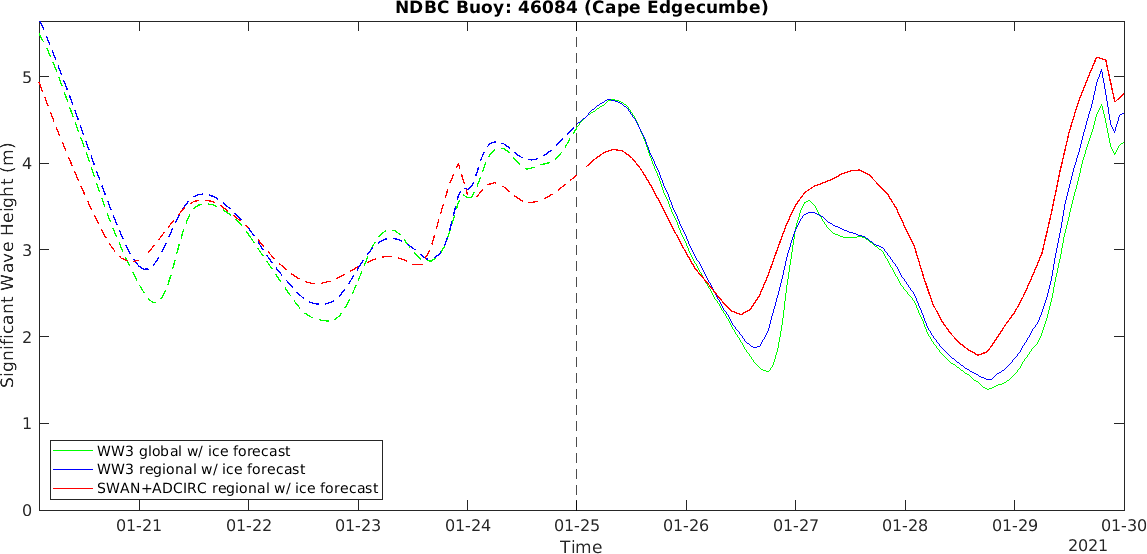 NDBC Buoy: 46084 (Cape Edgecumbe)
Significant Wave Height (m)
5
4
3
2
1
0
WW3 global w/ ice forecast
WW3 regional w/ ice forecast
SWAN+ADCIRC regional w/ ice forecast
01-21 01-22 01-23 01-24 01-25 01-26 01-27 01-28 01-29 01-30
Time
2021